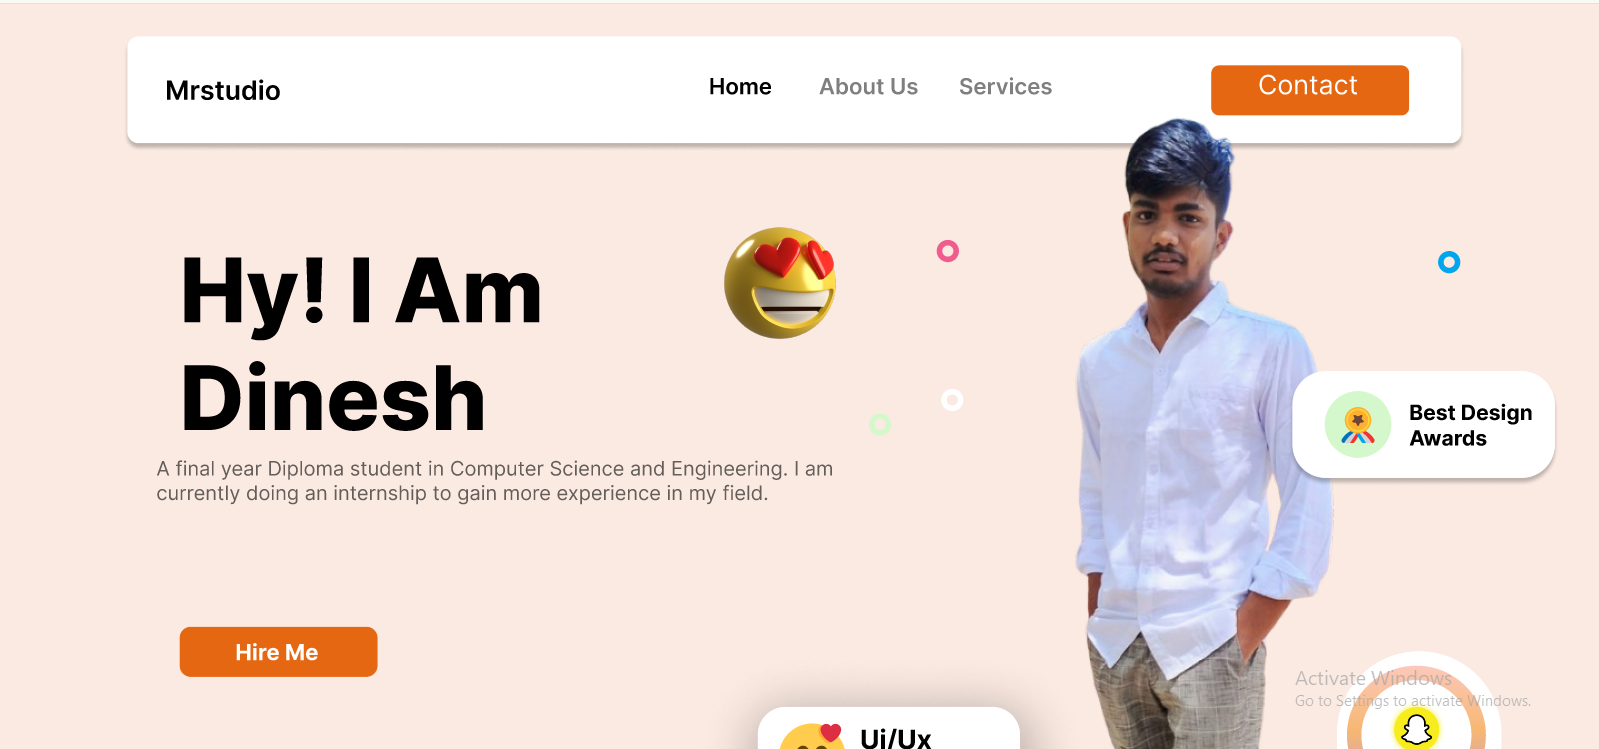 Mrstudio
Home
About Us
Services
Contact
Hy! I Am
Dinesh
A final year Diploma student in Computer Science and Engineering. I am
currently doing an internship to gain more experience in my field.
Best Design
Awards
Hire Me
Activate Windows
Go to Settings to activate Windows.
Ui/Ux